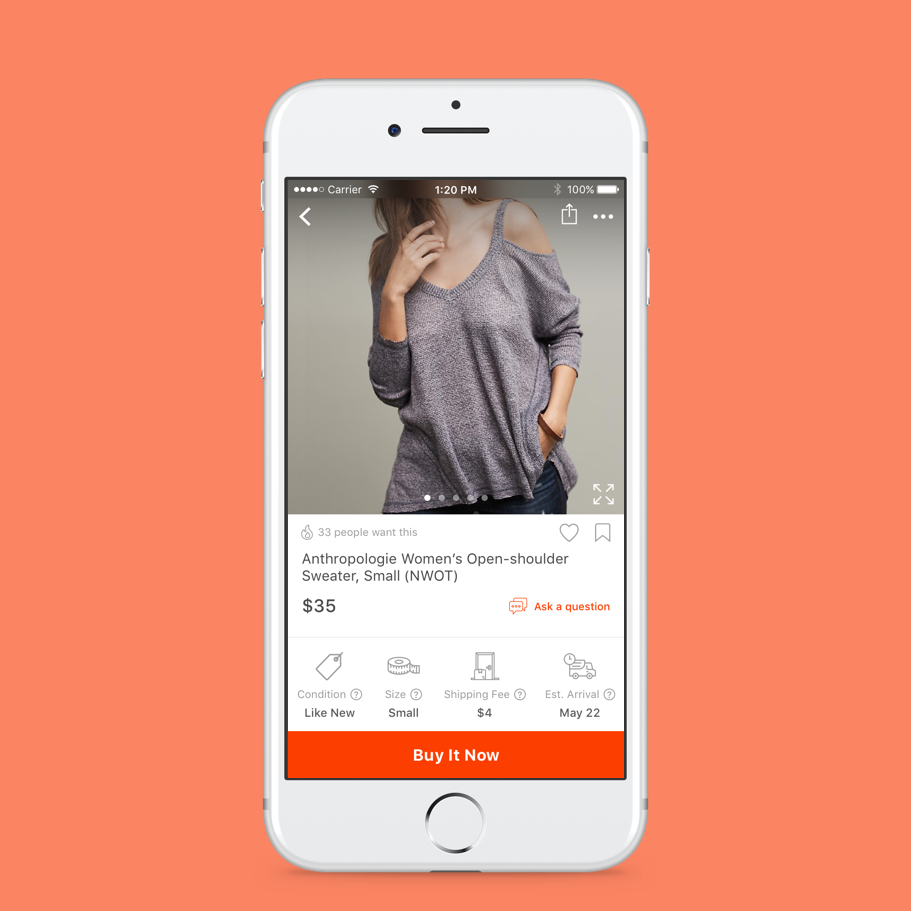 Carrier 1:20 PM 100%
33 people want this
Anthropologie Women’s Open-shoulder
Sweater, Small (NWOT)
$35 Ask a question
Condition ? Size ? Shipping Fee ? Est. Arrival ?
Like New Small $4 May 22
Buy It Now